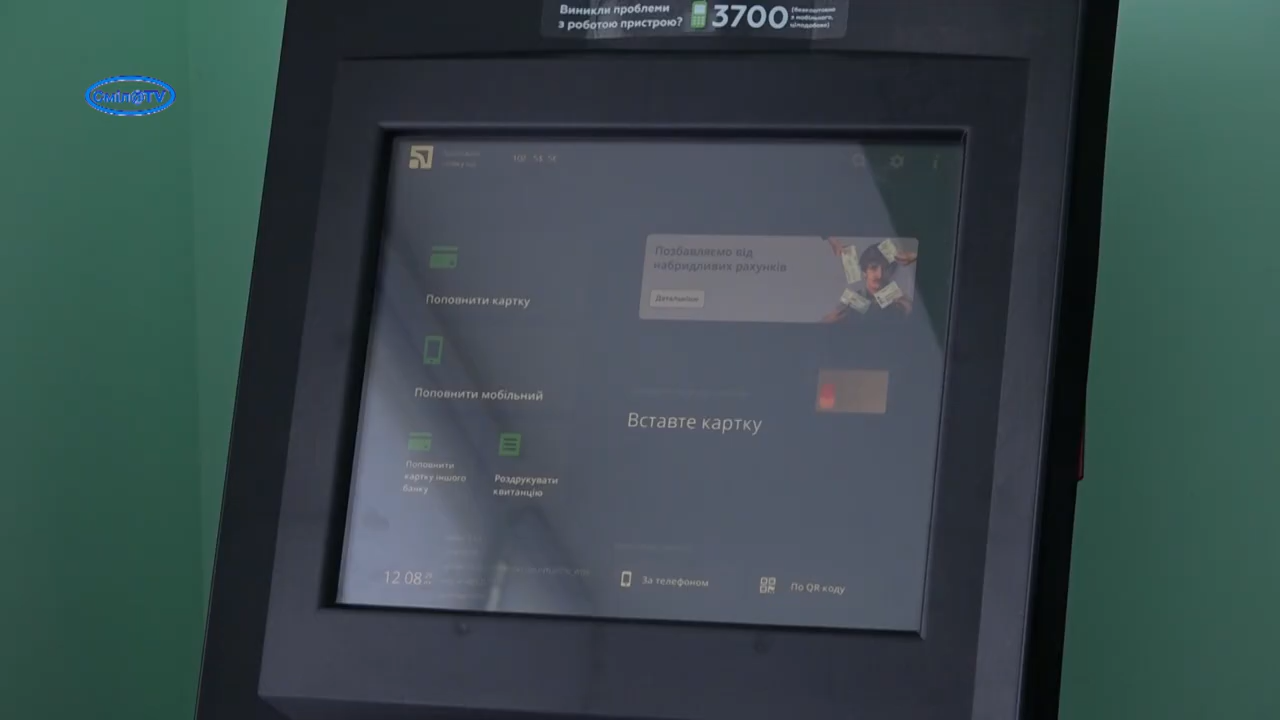 Виникли проблеми
з роботою пристрою?
3700
Поповнити картку
Позбавляємо від
набридливих рахунків
Детальніше
Поповнити мобільний
Вставте картку
Поповнити
картку іншого
банку
Роздрукувати
квитанцію
12 08
За телефоном
По QR коду